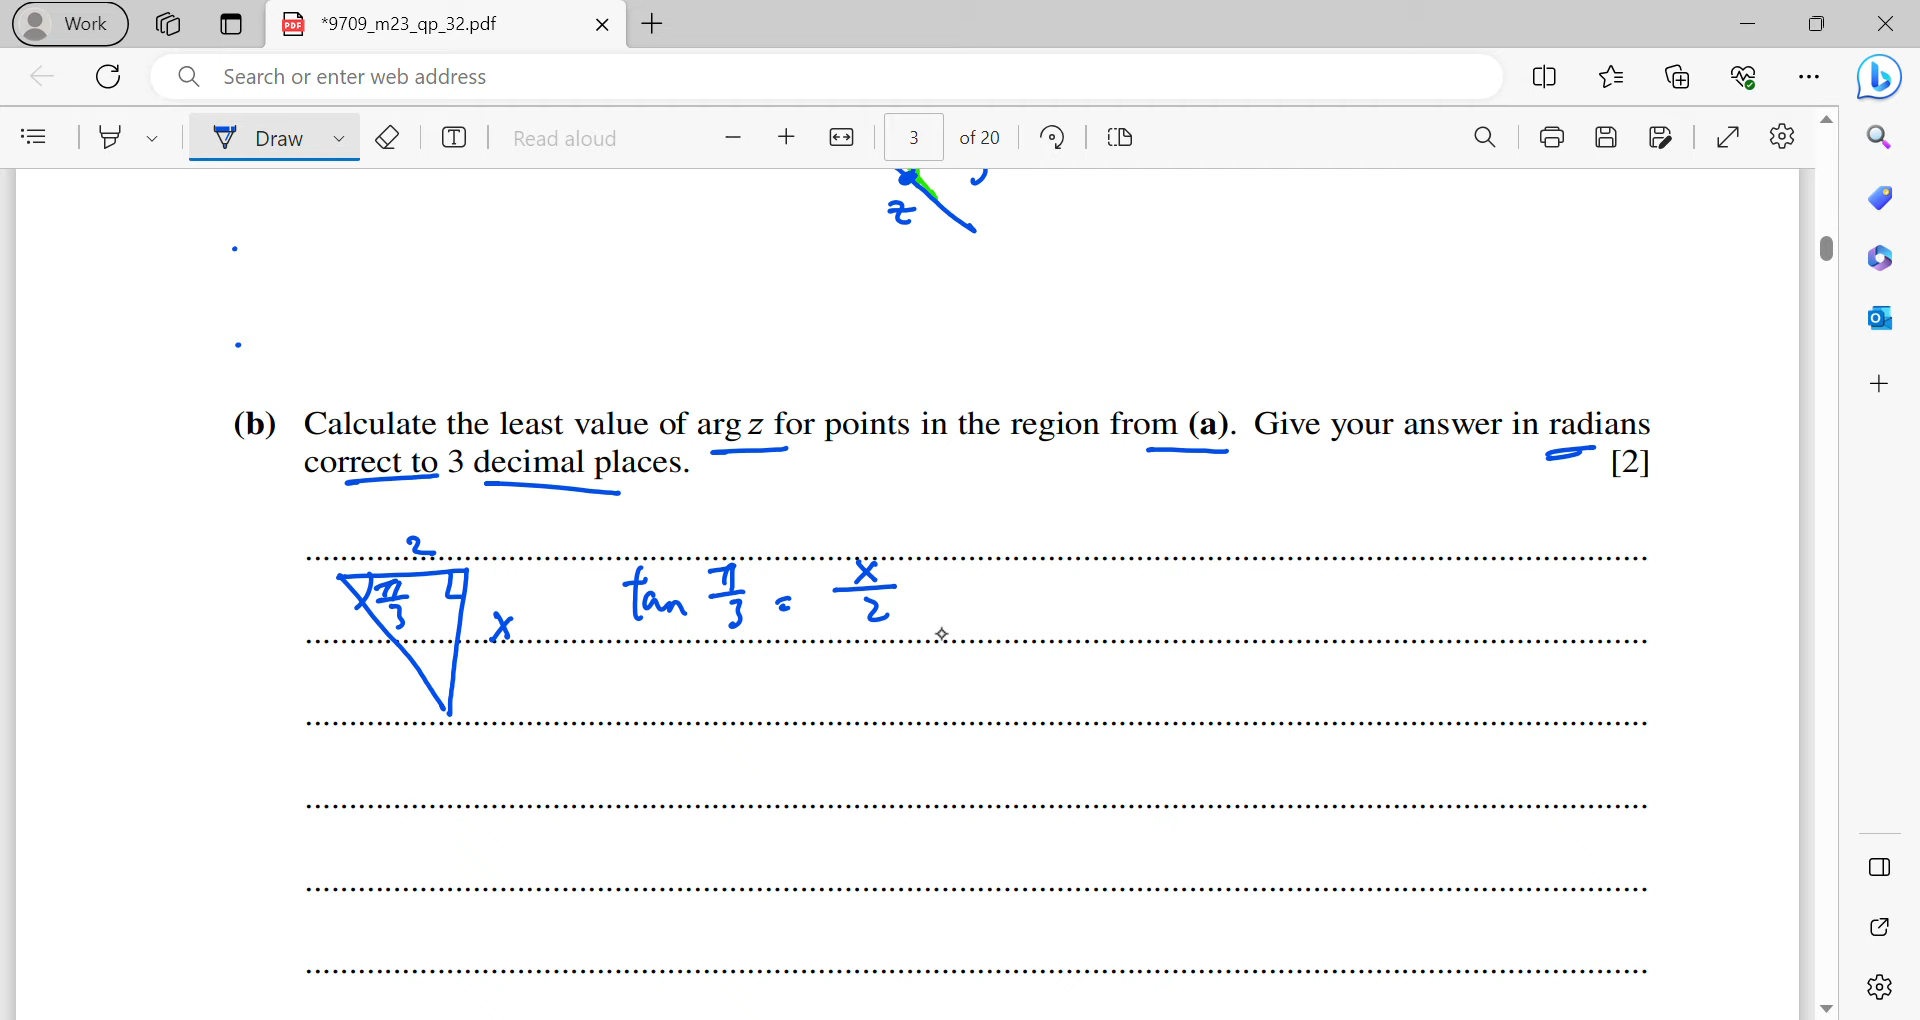 Work
*9709_m23_qp_32.pdf
Search or enter web address
Draw
Read aloud
3 of 20
z
(b) Calculate the least value of arg z for points in the region from (a). Give your answer in radians
correct to 3 decimal places. [2]
2
π/3
x
tan π/3 = x/2